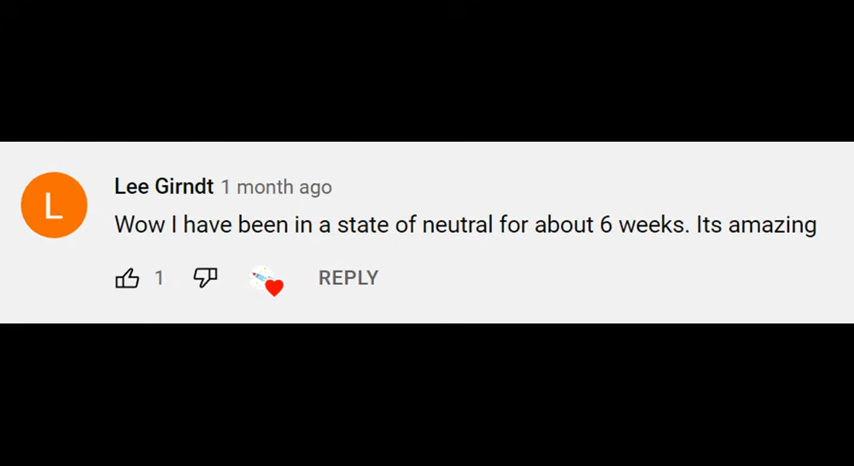 L
Lee Girndt 1 month ago
Wow I have been in a state of neutral for about 6 weeks. Its amazing
1 REPLY